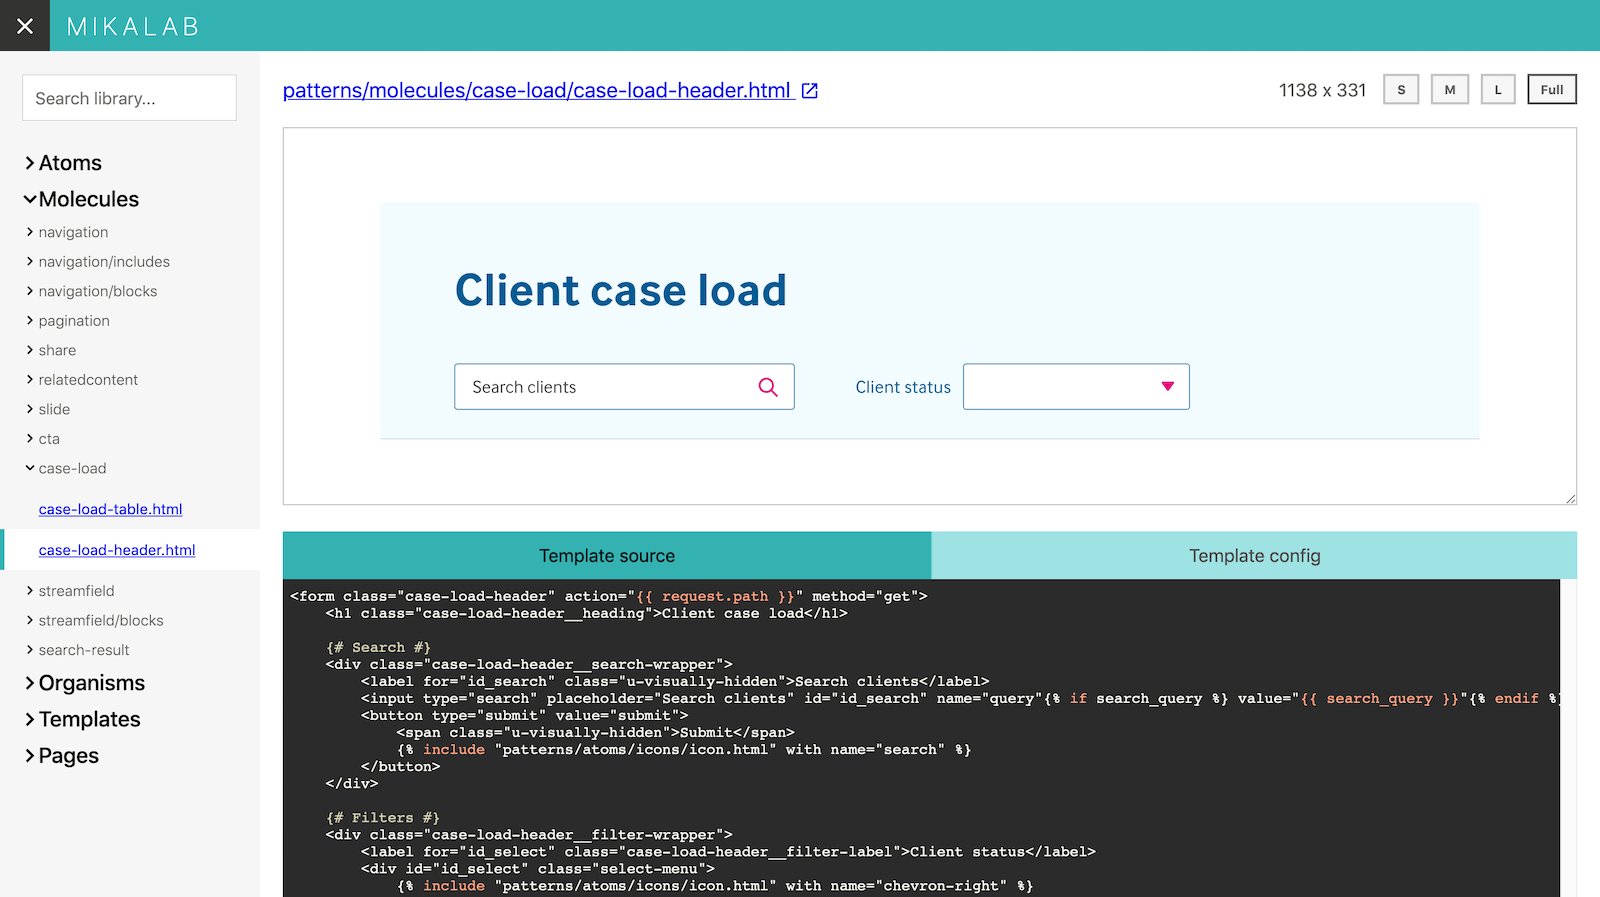 MIKALAB
Search library...
Atoms
Molecules
navigation
navigation/includes
navigation/blocks
pagination
share
relatedcontent
slide
cta
case-load
case-load-table.html
case-load-header.html
streamfield
streamfield/blocks
search-result
Organisms
Templates
Pages
patterns/molecules/case-load/case-load-header.html
1138 x 331
S
M
L
Full
Client case load
Search clients
Client status
Template source
Template config
<form class="case-load-header" action="{{ request.path }}" method="get">
<h1 class="case-load-header__heading">Client case load</h1>
{# Search #}
<div class="case-load-header__search-wrapper">
<label for="id_search" class="u-visually-hidden">Search clients</label>
<input type="search" placeholder="Search clients" id="id_search" name="query"{% if search_query %} value="{{ search_query }}"{% endif %}
<button type="submit" value="submit">
<span class="u-visually-hidden">Submit</span>
{% include "patterns/atoms/icons/icon.html" with name="search" %}
</button>
</div>
{# Filters #}
<div class="case-load-header__filter-wrapper">
<label for="id_select" class="case-load-header__filter-label">Client status</label>
<div id="id_select" class="select-menu">
{% include "patterns/atoms/icons/icon.html" with name="chevron-right" %}